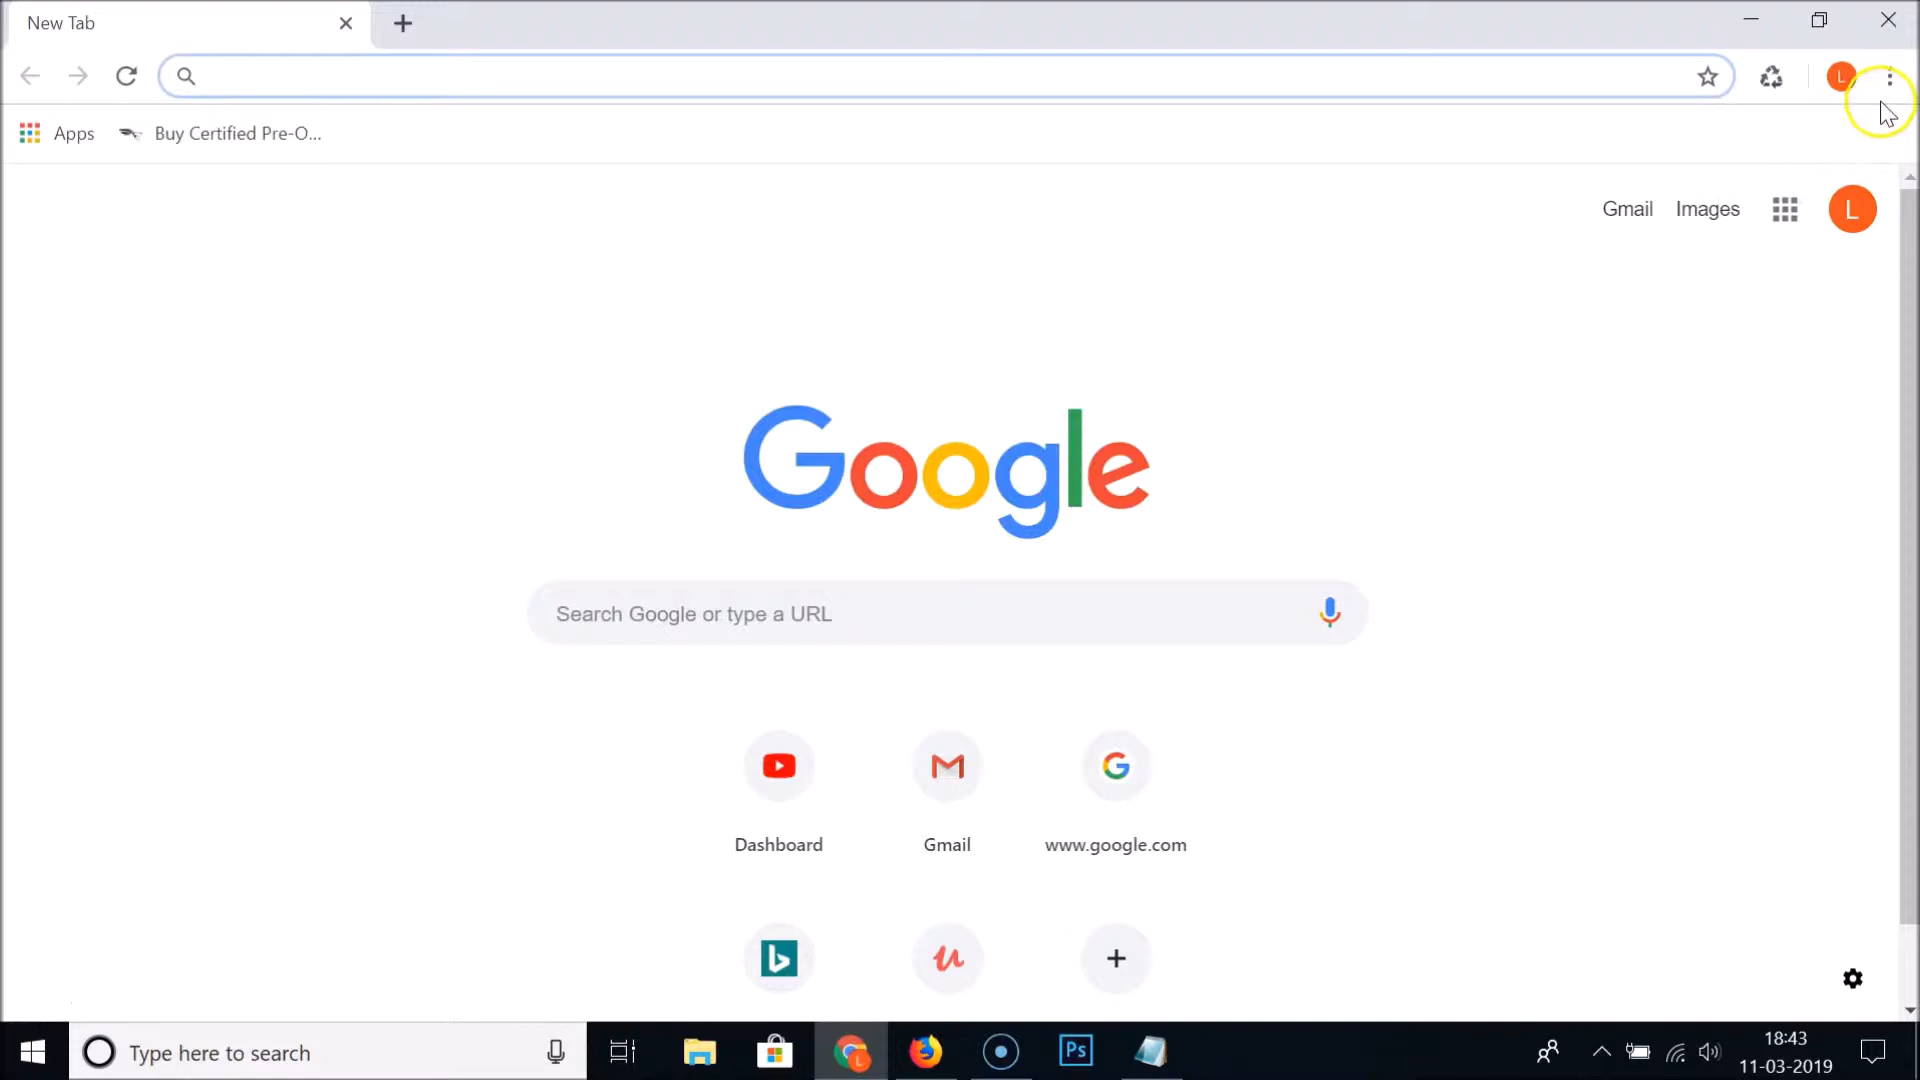 New Tab
L
Apps
Buy Certified Pre-O...
Gmail
Images
L
Google
Search Google or type a URL
Dashboard
Gmail
www.google.com
Type here to search
L
Ps
18:43
11-03-2019